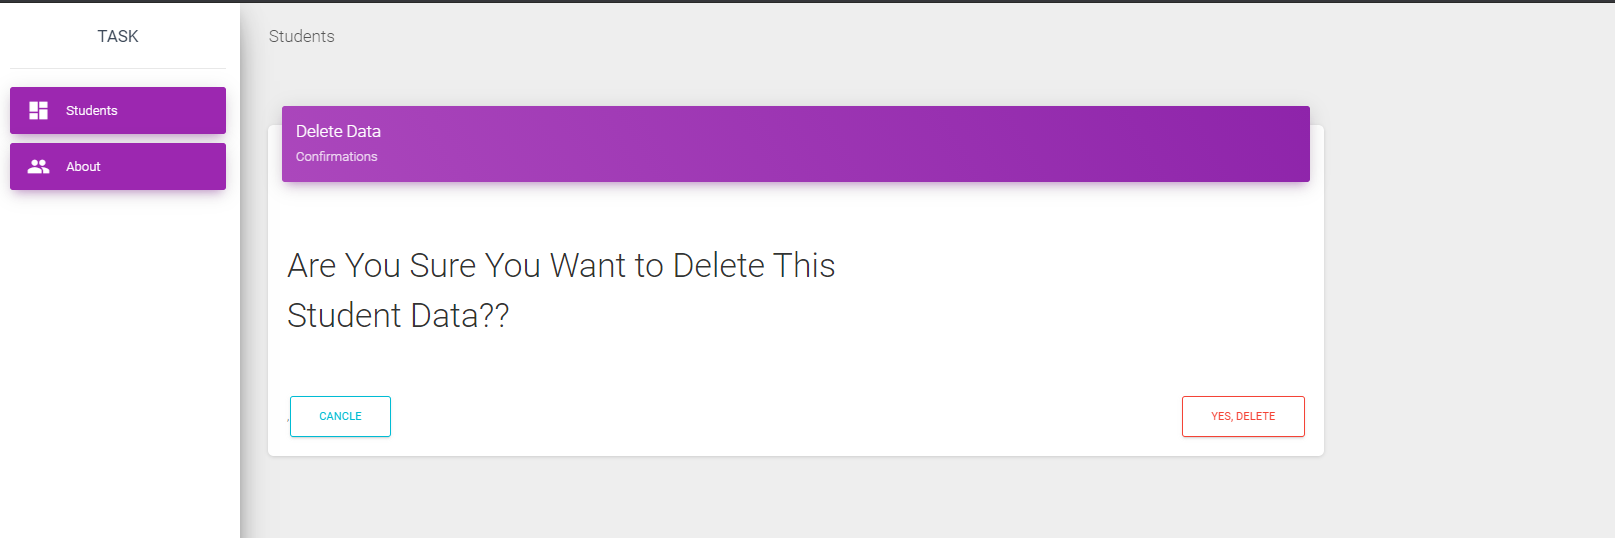 TASK
Students
About
Students
Delete Data
Confirmations
Are You Sure You Want to Delete This
Student Data??
, CANCLE
YES, DELETE